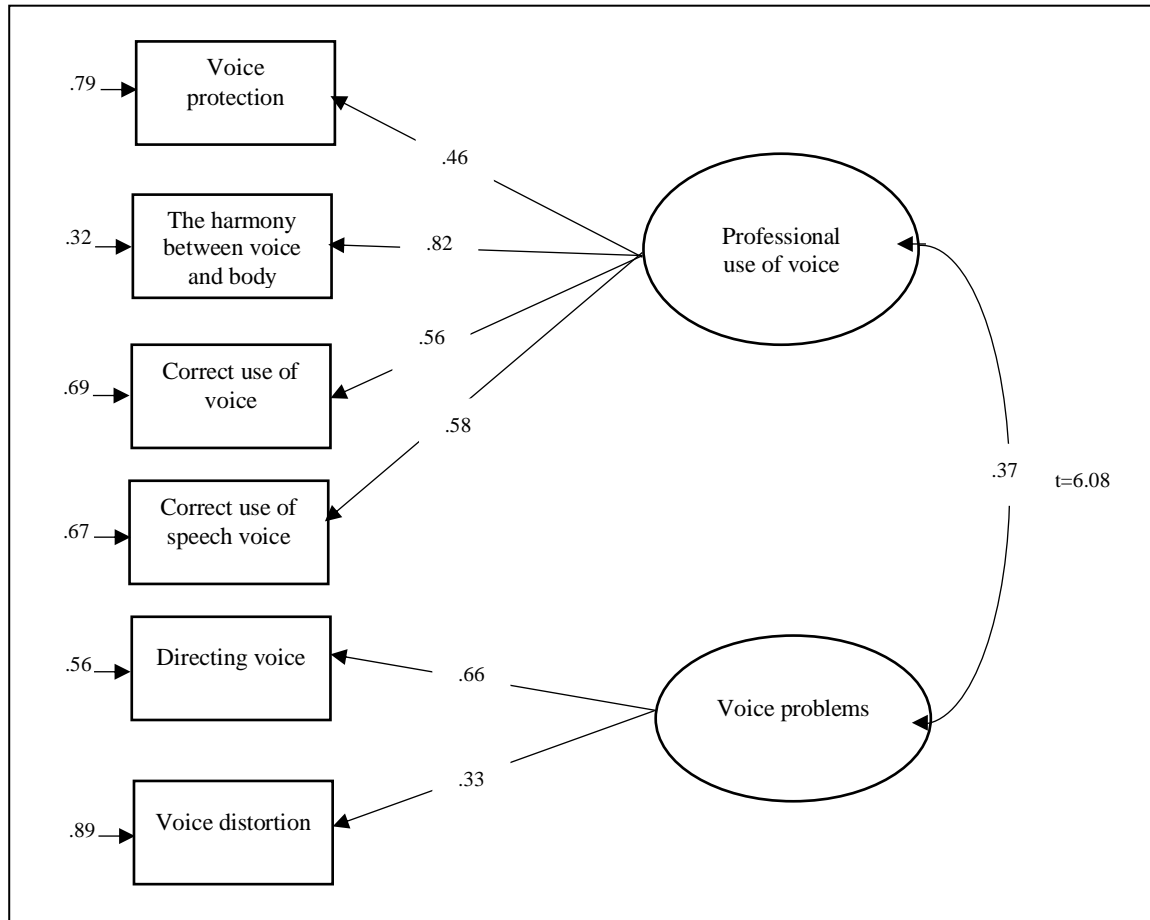 Voice
protection
.79
.46
The harmony
between voice
and body
.32
.82
Professional
use of voice
.56
Correct use of
voice
.69
.58
.37
t=6.08
Correct use of
speech voice
.67
Directing voice
.56
.66
Voice problems
.33
Voice distortion
.89